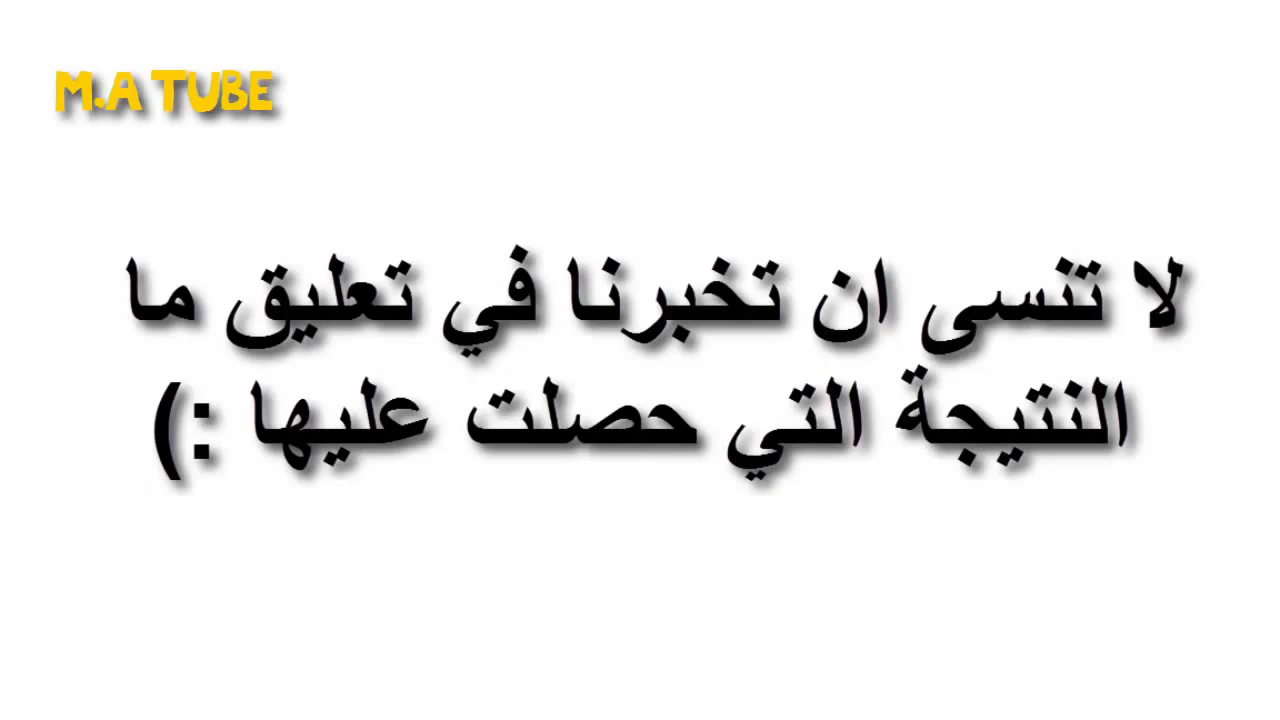 M.A TUBE
لا تنسى ان تخبرنا في تعليق ما
النتيجة التي حصلت عليها :)